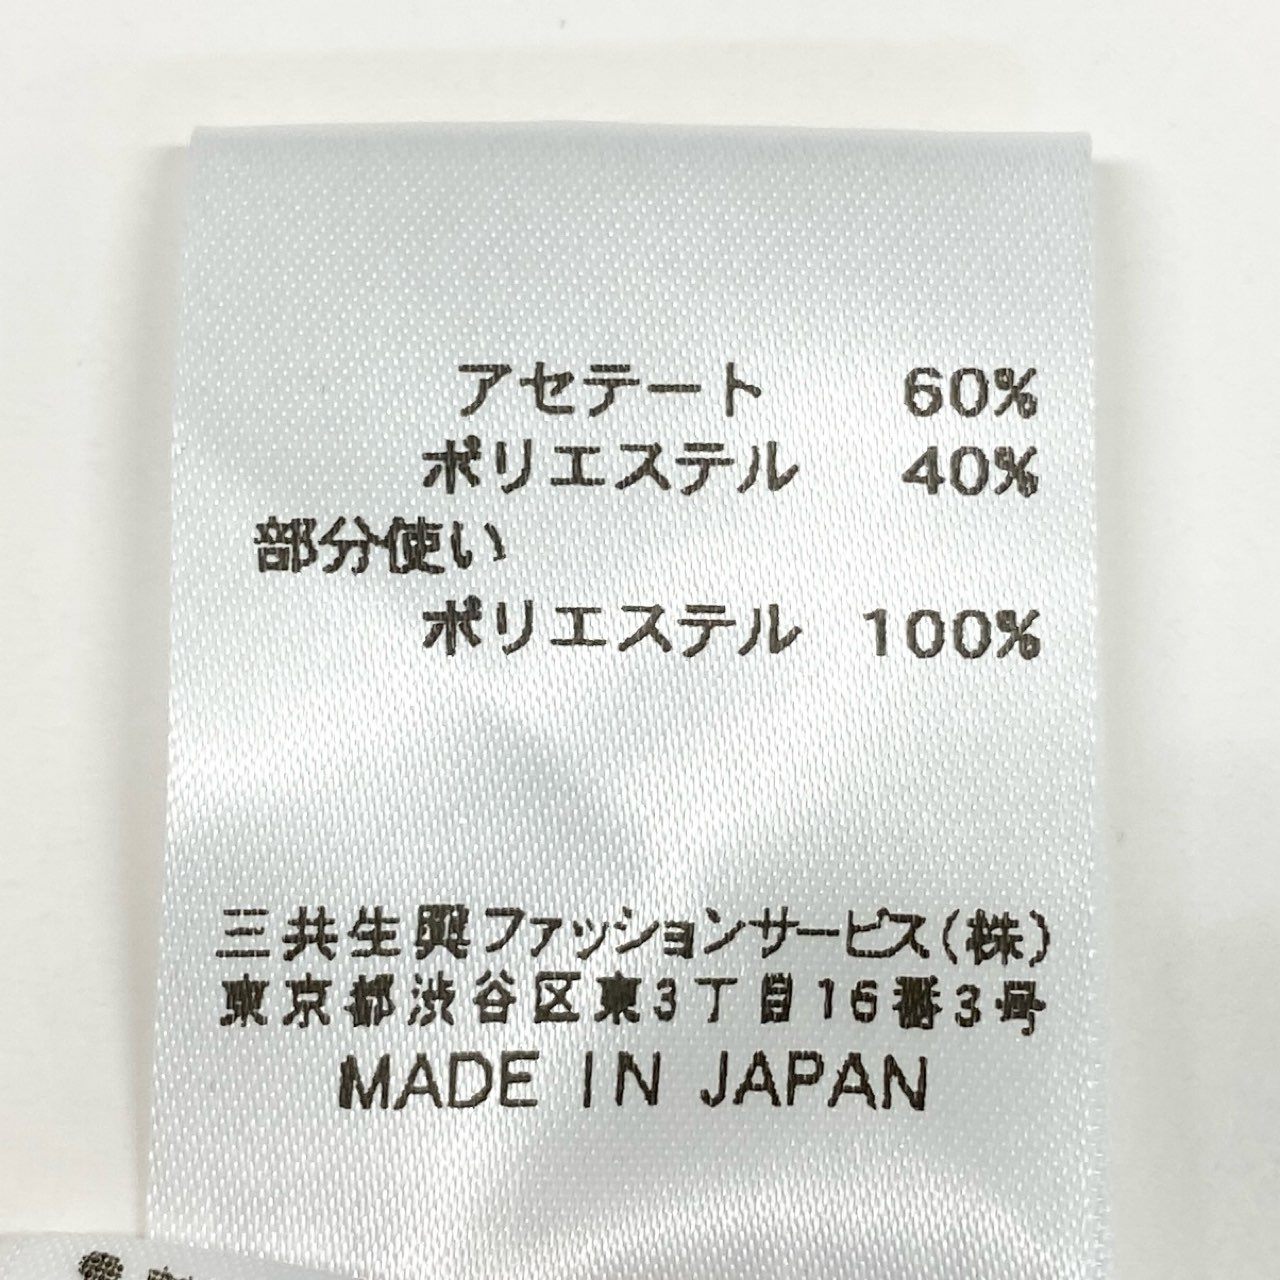 アセテート 60%
ポリエステル 40%
部分使い
ポリエステル 100%
三共生興ファッションサービス(株)
東京都渋谷区東3丁目16番3号
MADE IN JAPAN